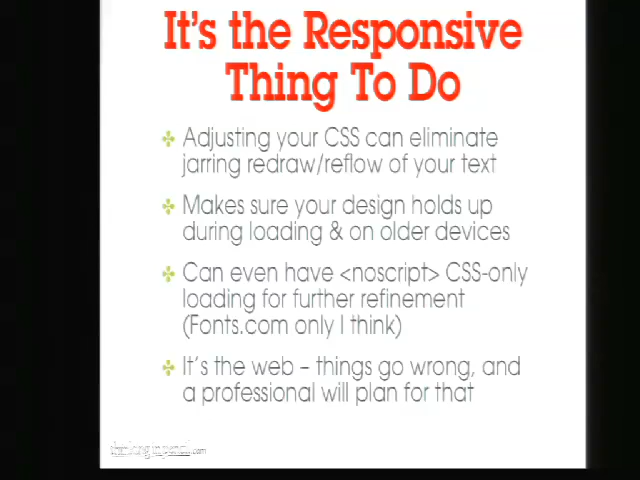 It's the Responsive
Thing To Do
Adjusting your CSS can eliminate
jarring redraw/reflow of your text
Makes sure your design holds up
during loading & on older devices
Can even have <noscript> CSS-only
loading for further refinement
(Fonts.com only I think)
It's the web – things go wrong, and
a professional will plan for that
thinkinginpencil.com